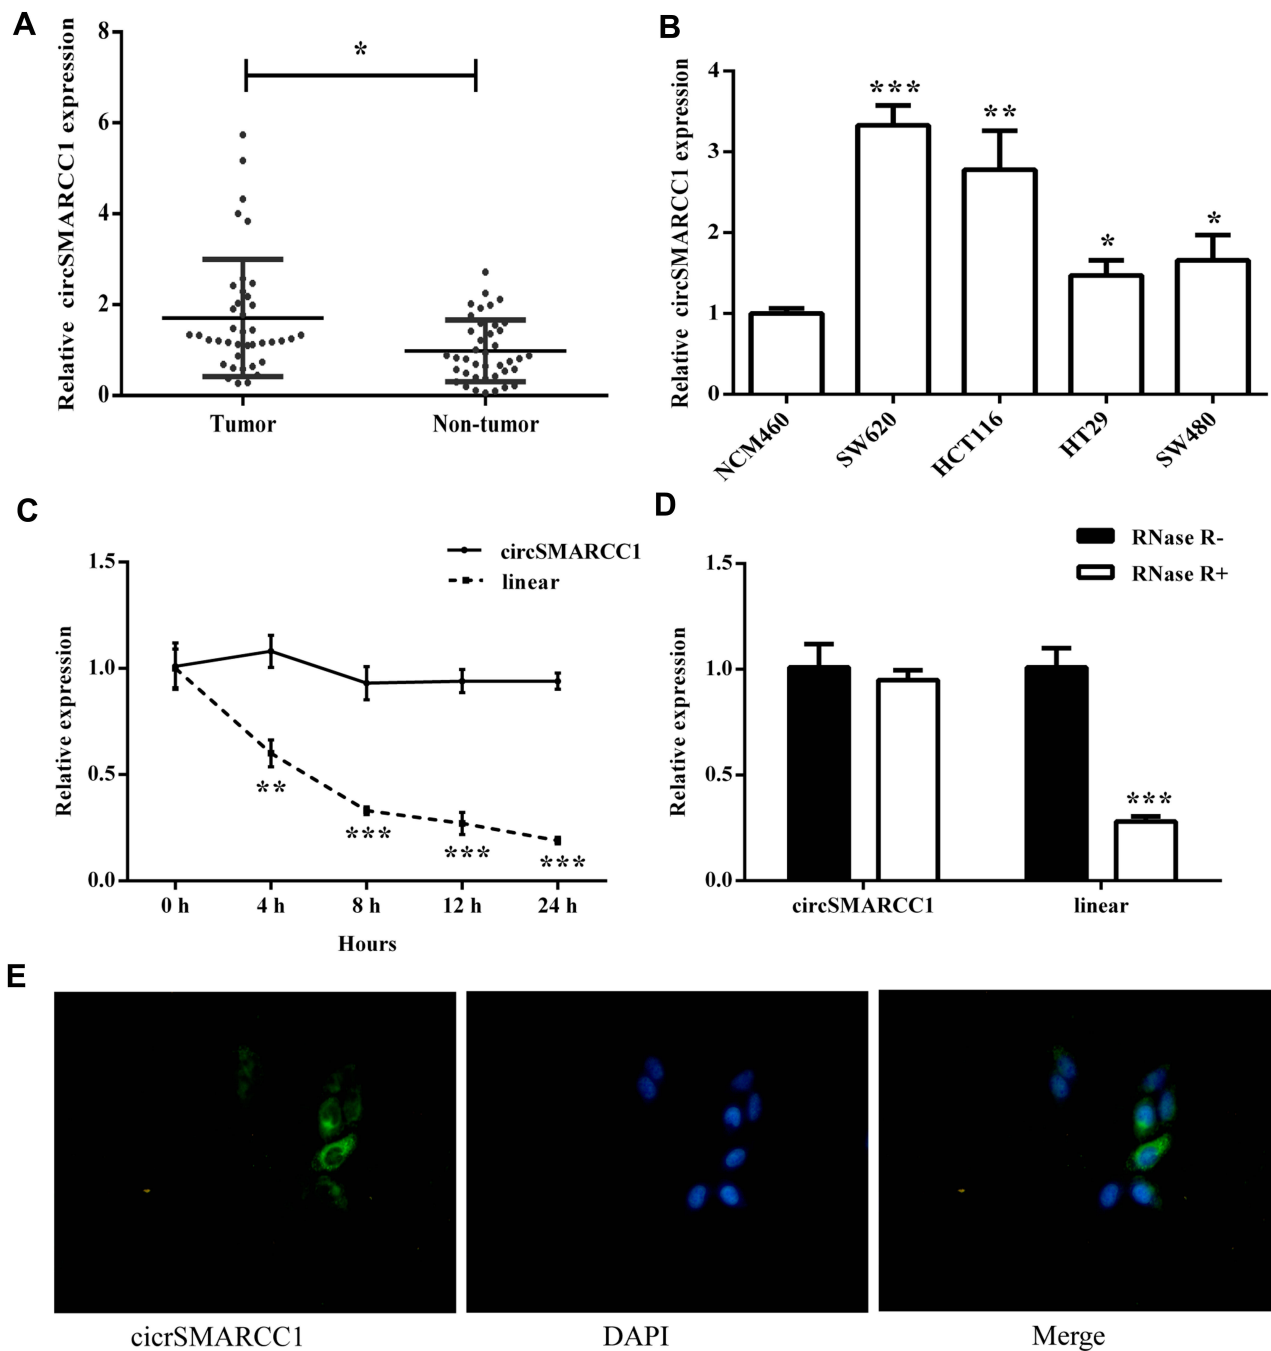 A
Relative circSMARCC1 expression
8
6
4
2
0
*
Tumor
Non-tumor
B
Relative circSMARCC1 expression
4
3
2
1
0
***
**
*
*
NCM460
SW620
HCT116
HT29
SW480
C
circSMARCC1
linear
Relative expression
1.5
1.0
0.5
0.0
**
***
***
***
0 h
4 h
8 h
12 h
24 h
Hours
D
RNase R-
RNase R+
Relative expression
1.5
1.0
0.5
0.0
***
circSMARCC1
linear
E
cicrSMARCC1
DAPI
Merge